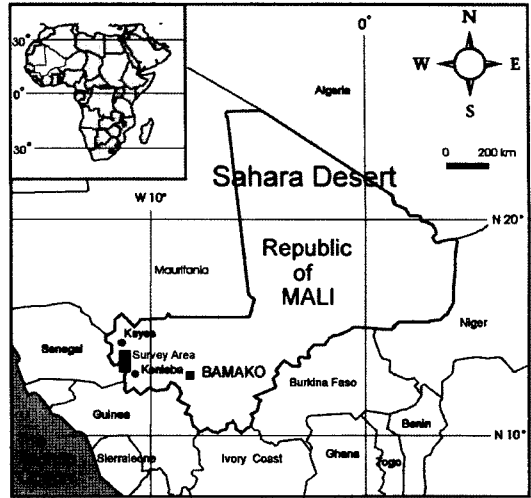 30°
0°
30°
0°
N
W E
S
Algeria
0 200 km
Sahara Desert
W 10°
N 20°
Republic
of
MALI
Mauritania
Niger
Kayes
Senegal
Survey Area
Kenieba
BAMAKO
Burkina Faso
Guinea
Benin
N 10°
Sierraleone
Ivory Coast
Ghana
Togo